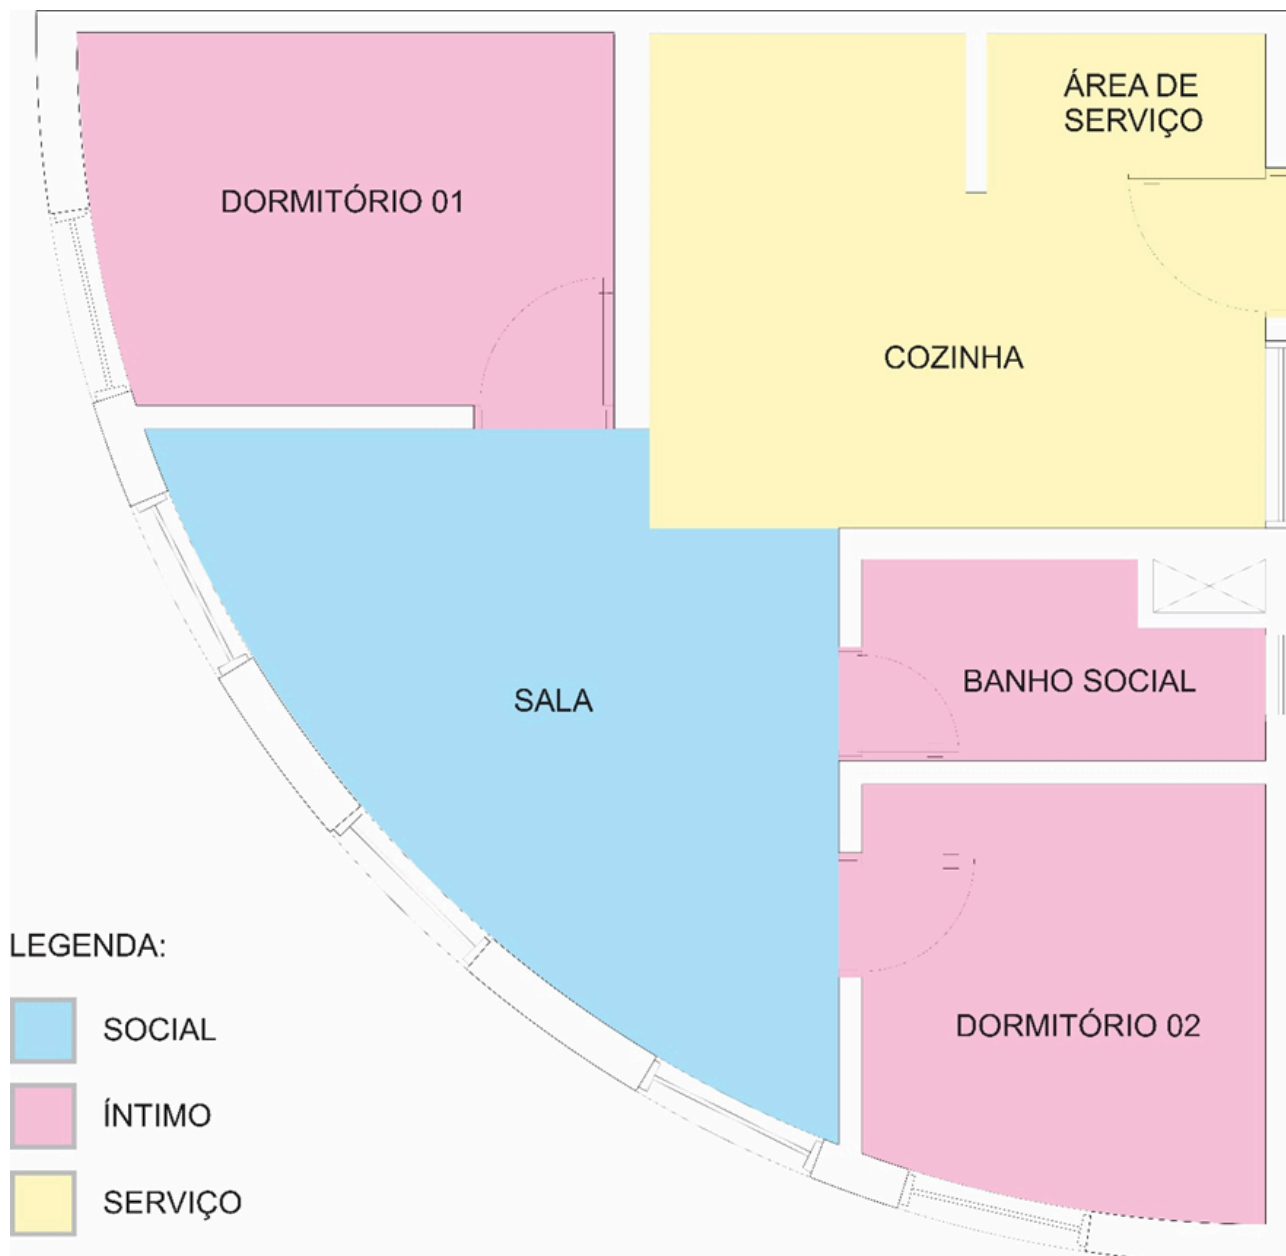 ÁREA DE
SERVIÇO
DORMITÓRIO 01
COZINHA
BANHO SOCIAL
SALA
DORMITÓRIO 02
LEGENDA:
SOCIAL
ÍNTIMO
SERVIÇO